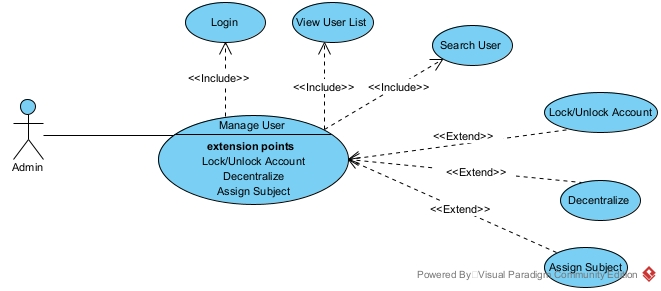 Login
View User List
Search User
<<Include>>
<<Include>>
<<Include>>
Lock/Unlock Account
Manage User
<<Extend>>
extension points
Lock/Unlock Account
Decentralize
Assign Subject
Admin
<<Extend>>
Decentralize
<<Extend>>
Assign Subject
Powered By Visual Paradigm Community Edition